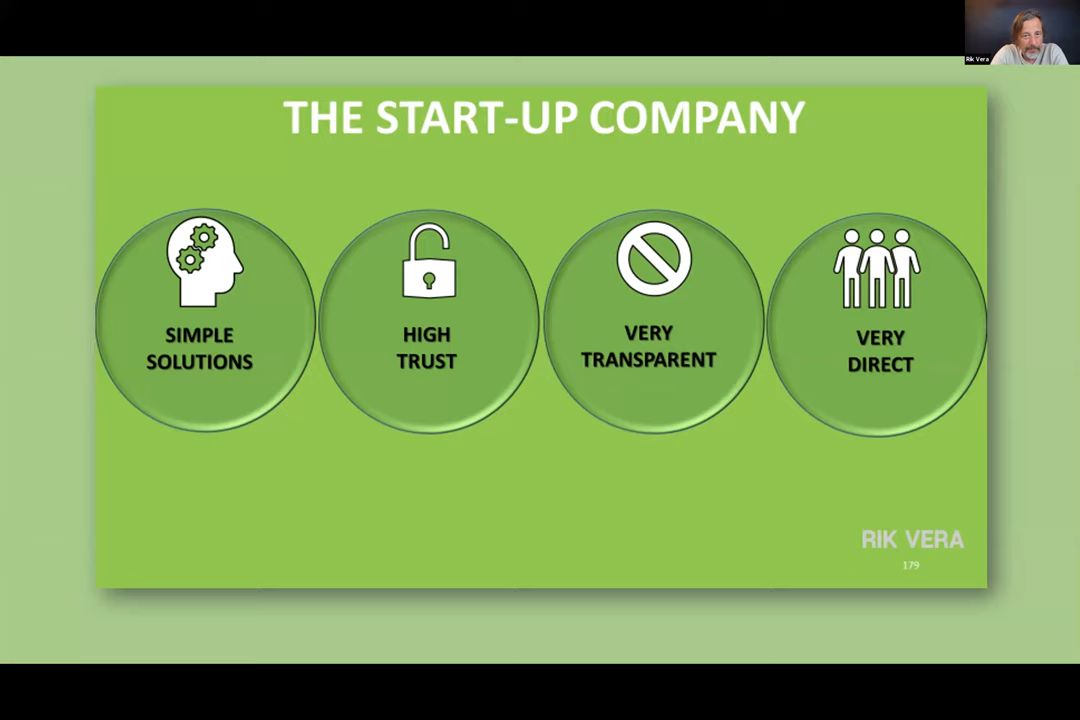 Rik Vera
THE START-UP COMPANY
SIMPLE
SOLUTIONS
HIGH
TRUST
VERY
TRANSPARENT
VERY
DIRECT
RIK VERA
179